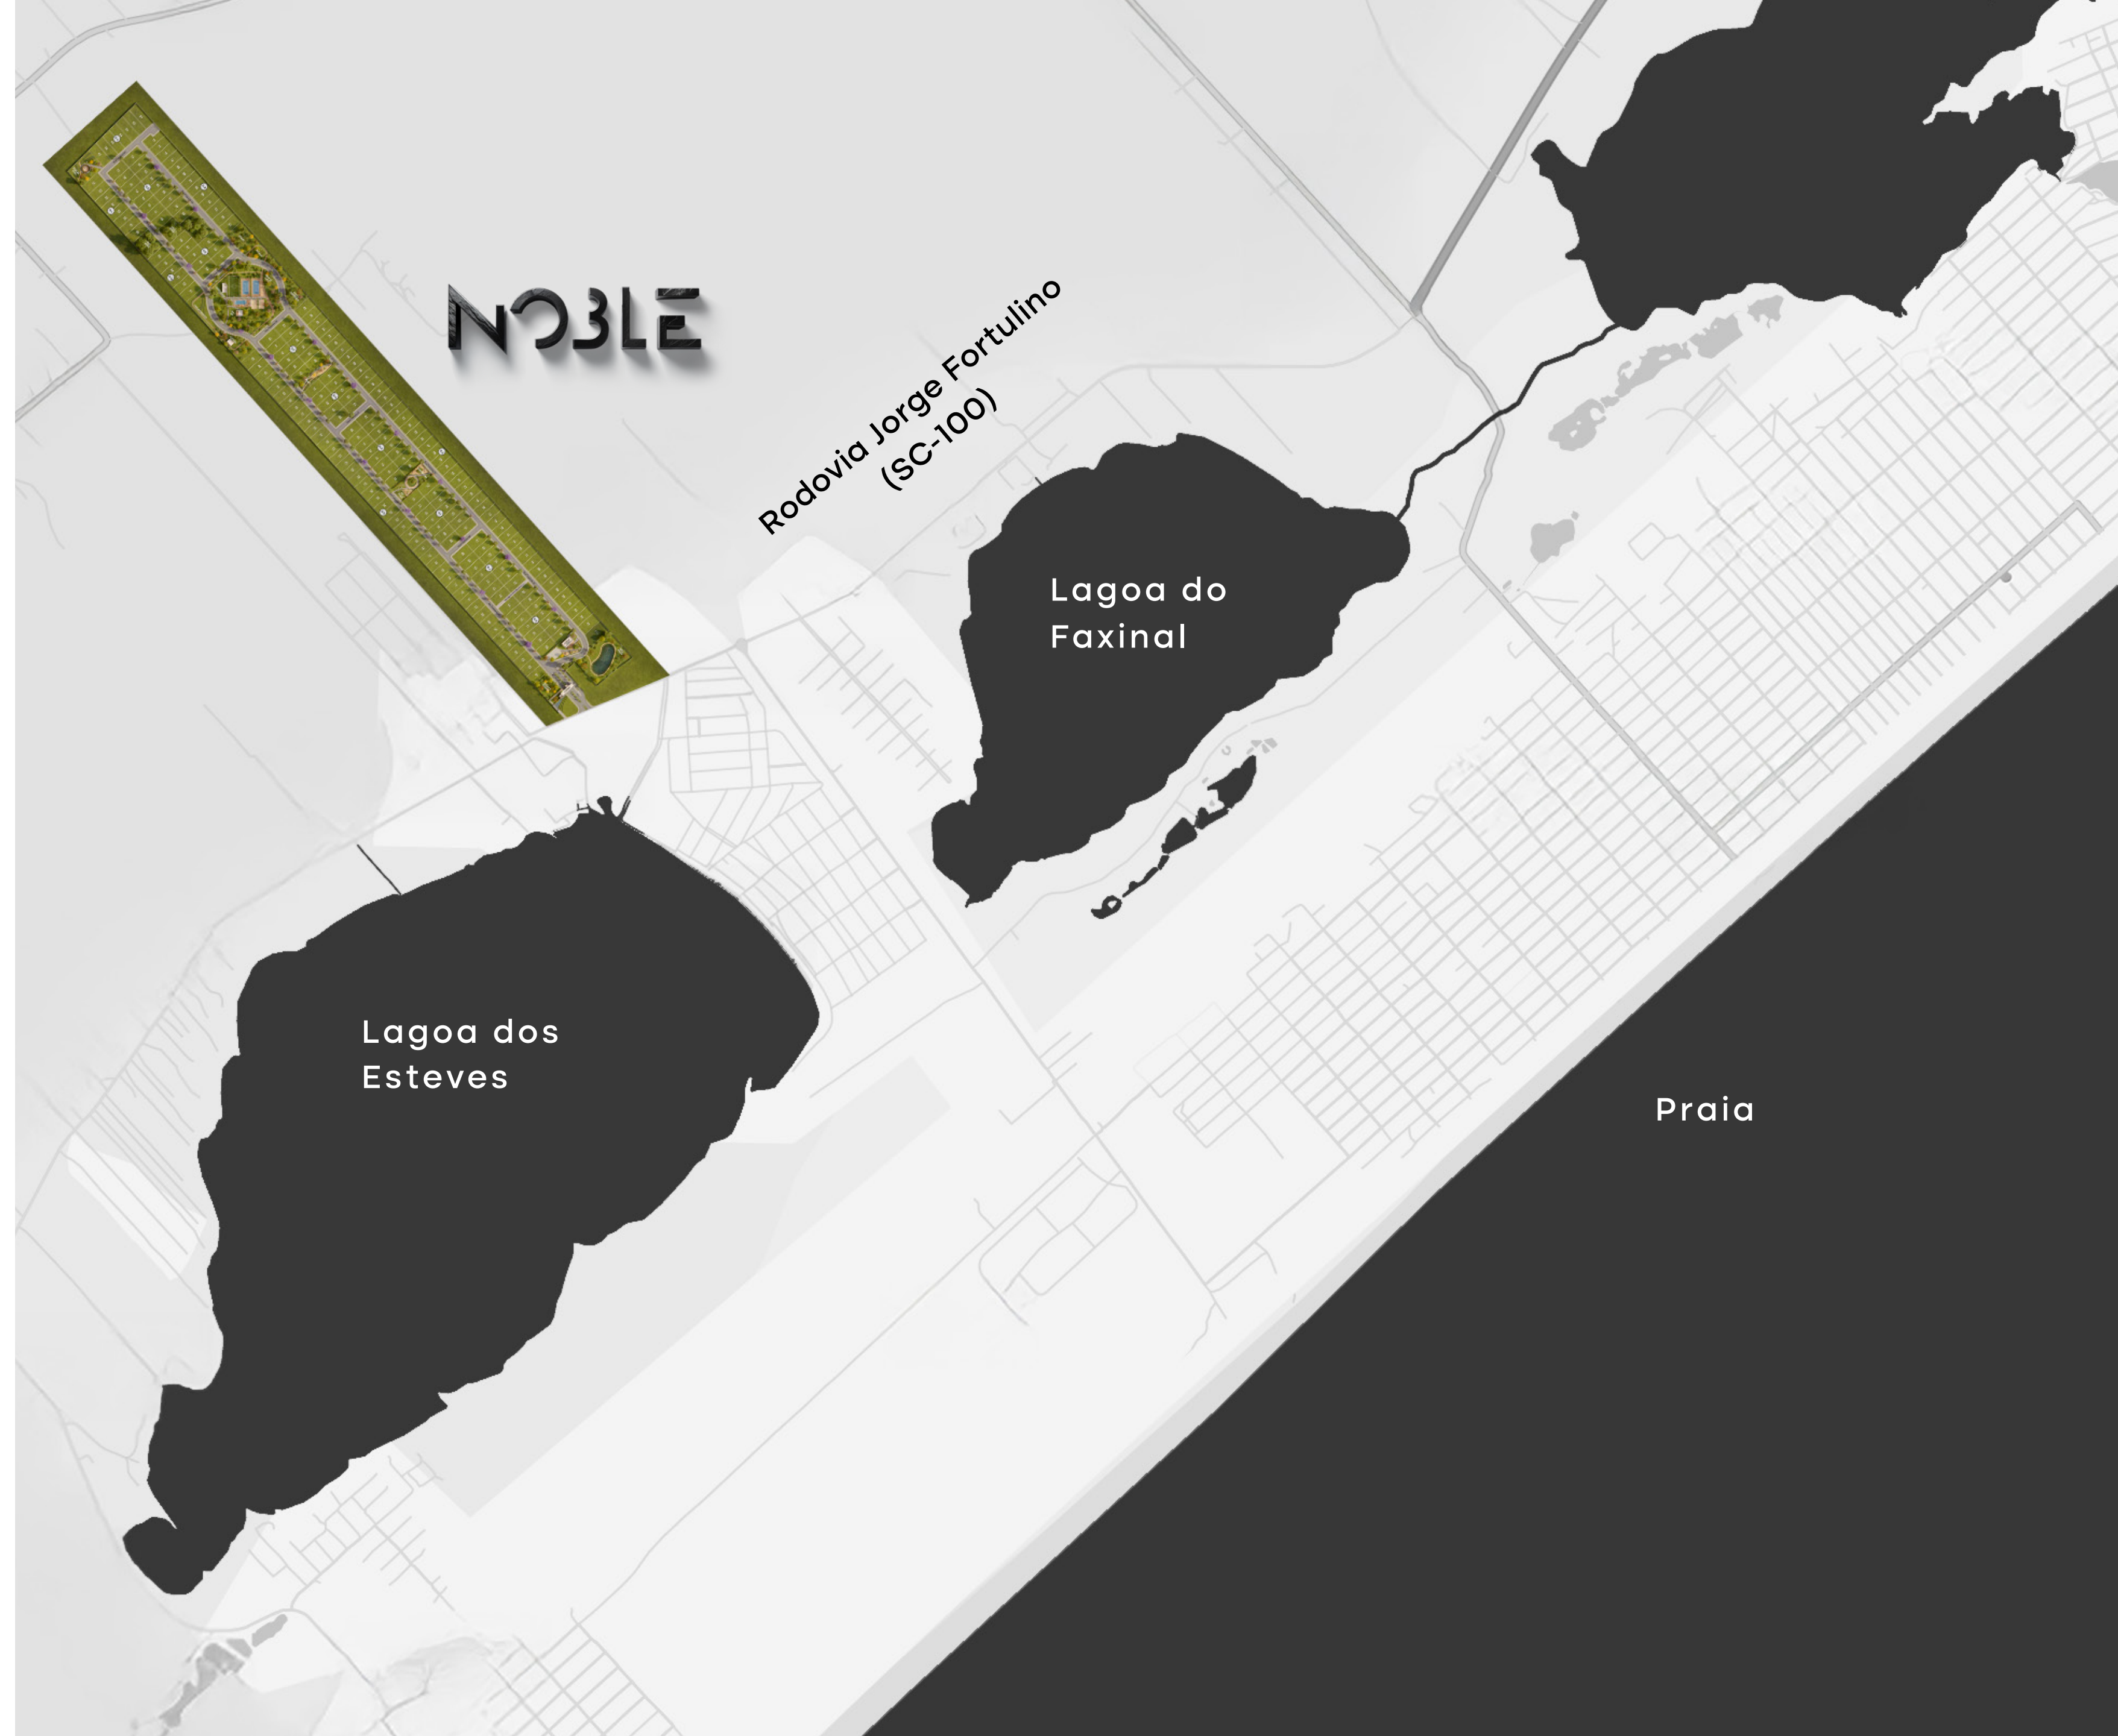 NOBLE
Rodovia Jorge Fortulino
(SC-100)
Lagoa do
Faxinal
Lagoa dos
Esteves
Praia